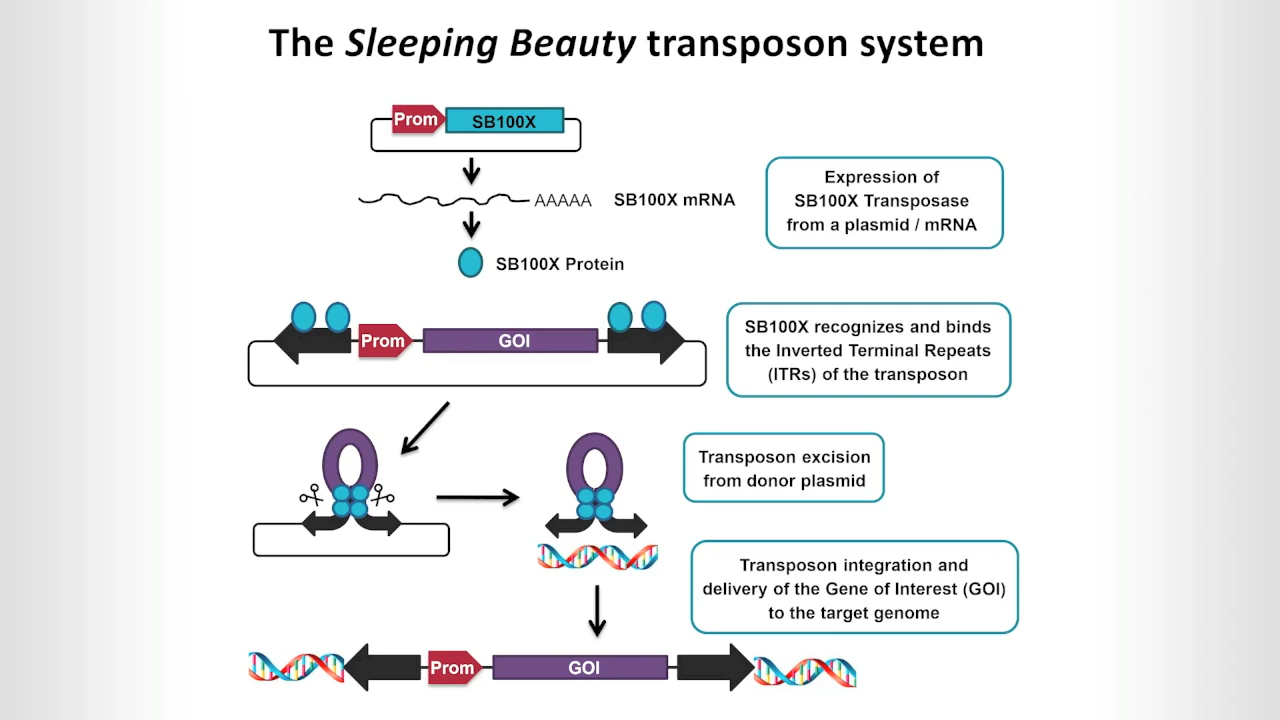 The Sleeping Beauty transposon system
Prom
SB100X
AAAAA
SB100X mRNA
Expression of
SB100X Transposase
from a plasmid / mRNA
SB100X Protein
Prom
GOI
SB100X recognizes and binds
the Inverted Terminal Repeats
(ITRs) of the transposon
Transposon excision
from donor plasmid
Transposon integration and
delivery of the Gene of Interest (GOI)
to the target genome
Prom
GOI